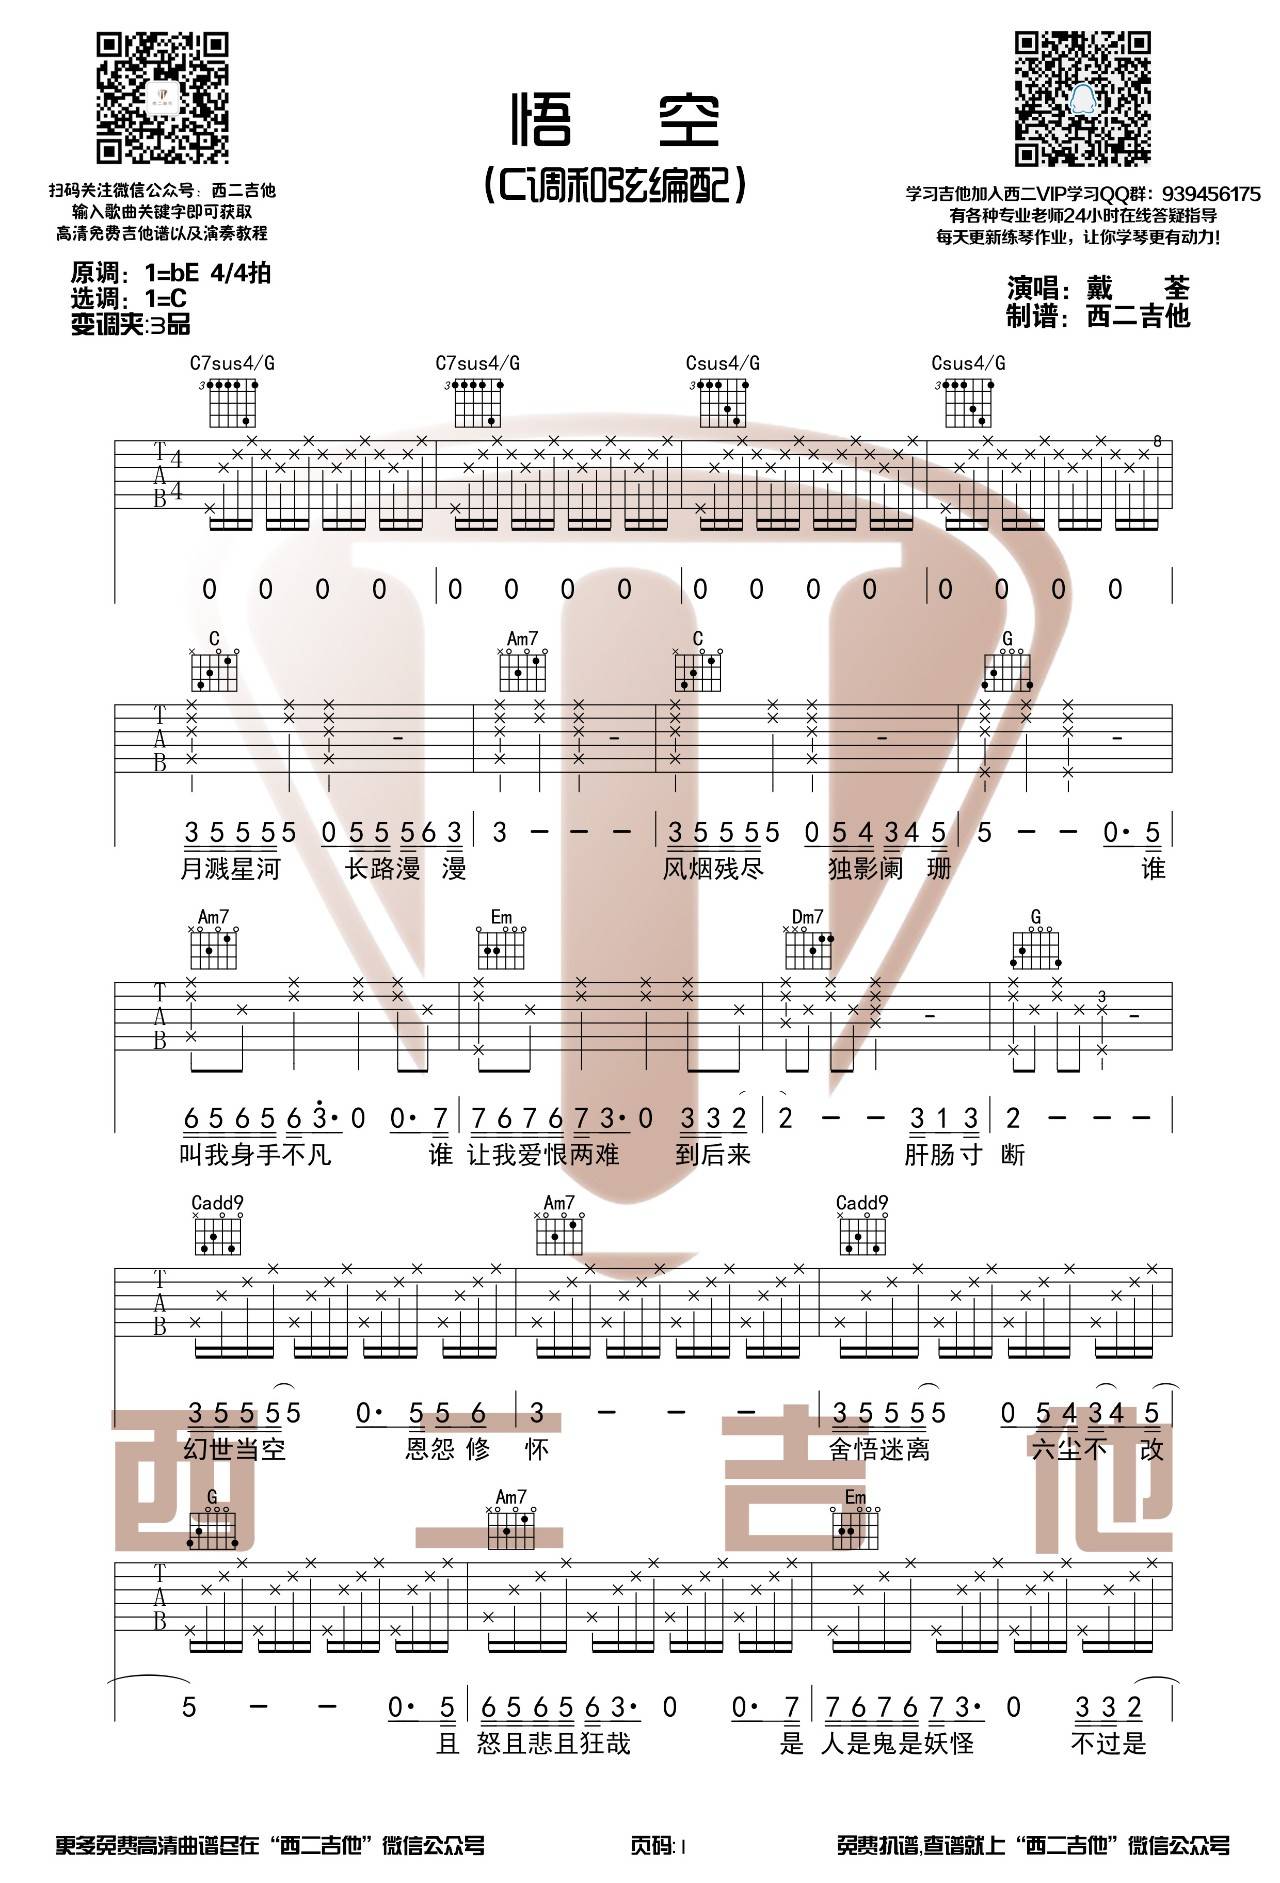 悟 空
(C调和弦编配)
扫码关注微信公众号：西二吉他
输入歌曲关键字即可获取
高清免费吉他谱以及演奏教程
学习吉他加入西二VIP学习QQ群：939456175
有各种专业老师24小时在线答疑指导
每天更新练琴作业，让你学琴更有动力！
原调：1=bE 4/4拍
选调：1=C
变调夹:3品
演唱：戴 荃
制谱：西二吉他
C7sus4/G C7sus4/G Csus4/G Csus4/G
3 3 3 3
T A B 4 4 8
0 0 0 0 0 0 0 0 0 0 0 0 0 0 0 0
C Am7 C G
T A B
3 5 5 5 5 0 5 5 5 6 3 3 - - - 3 5 5 5 5 0 5 4 3 4 5 5 - - 0· 5
月溅星河 长路漫 漫 风烟残尽 独影阑 珊 谁
Am7 Em Dm7 G
T A B 3
6 5 6 5 6 3· 0 0· 7 7 6 7 6 7 3· 0 3 3 2 2 - - 3 1 3 2 - -
叫我身手不凡 谁 让我爱恨两难 到后来 肝肠寸 断
Cadd9 Am7 Cadd9
T A B
3 5 5 5 5 0· 5 5 6 3 - - - 3 5 5 5 5 0 5 4 3 4 5
幻世当空 恩怨修 怀 舍悟迷离 六尘不 改
西二吉他
G Am7 Em
T A B
5 - - 0· 5 6 5 6 5 6 3· 0 0· 7 7 6 7 6 7 3· 0 3 3 2
且 怒且悲且狂哉 是 人是鬼是妖怪 不过是
更多免费高清曲谱尽在“西二吉他”微信公众号
页码:1
免费扒谱,查谱就上“西二吉他”微信公众号